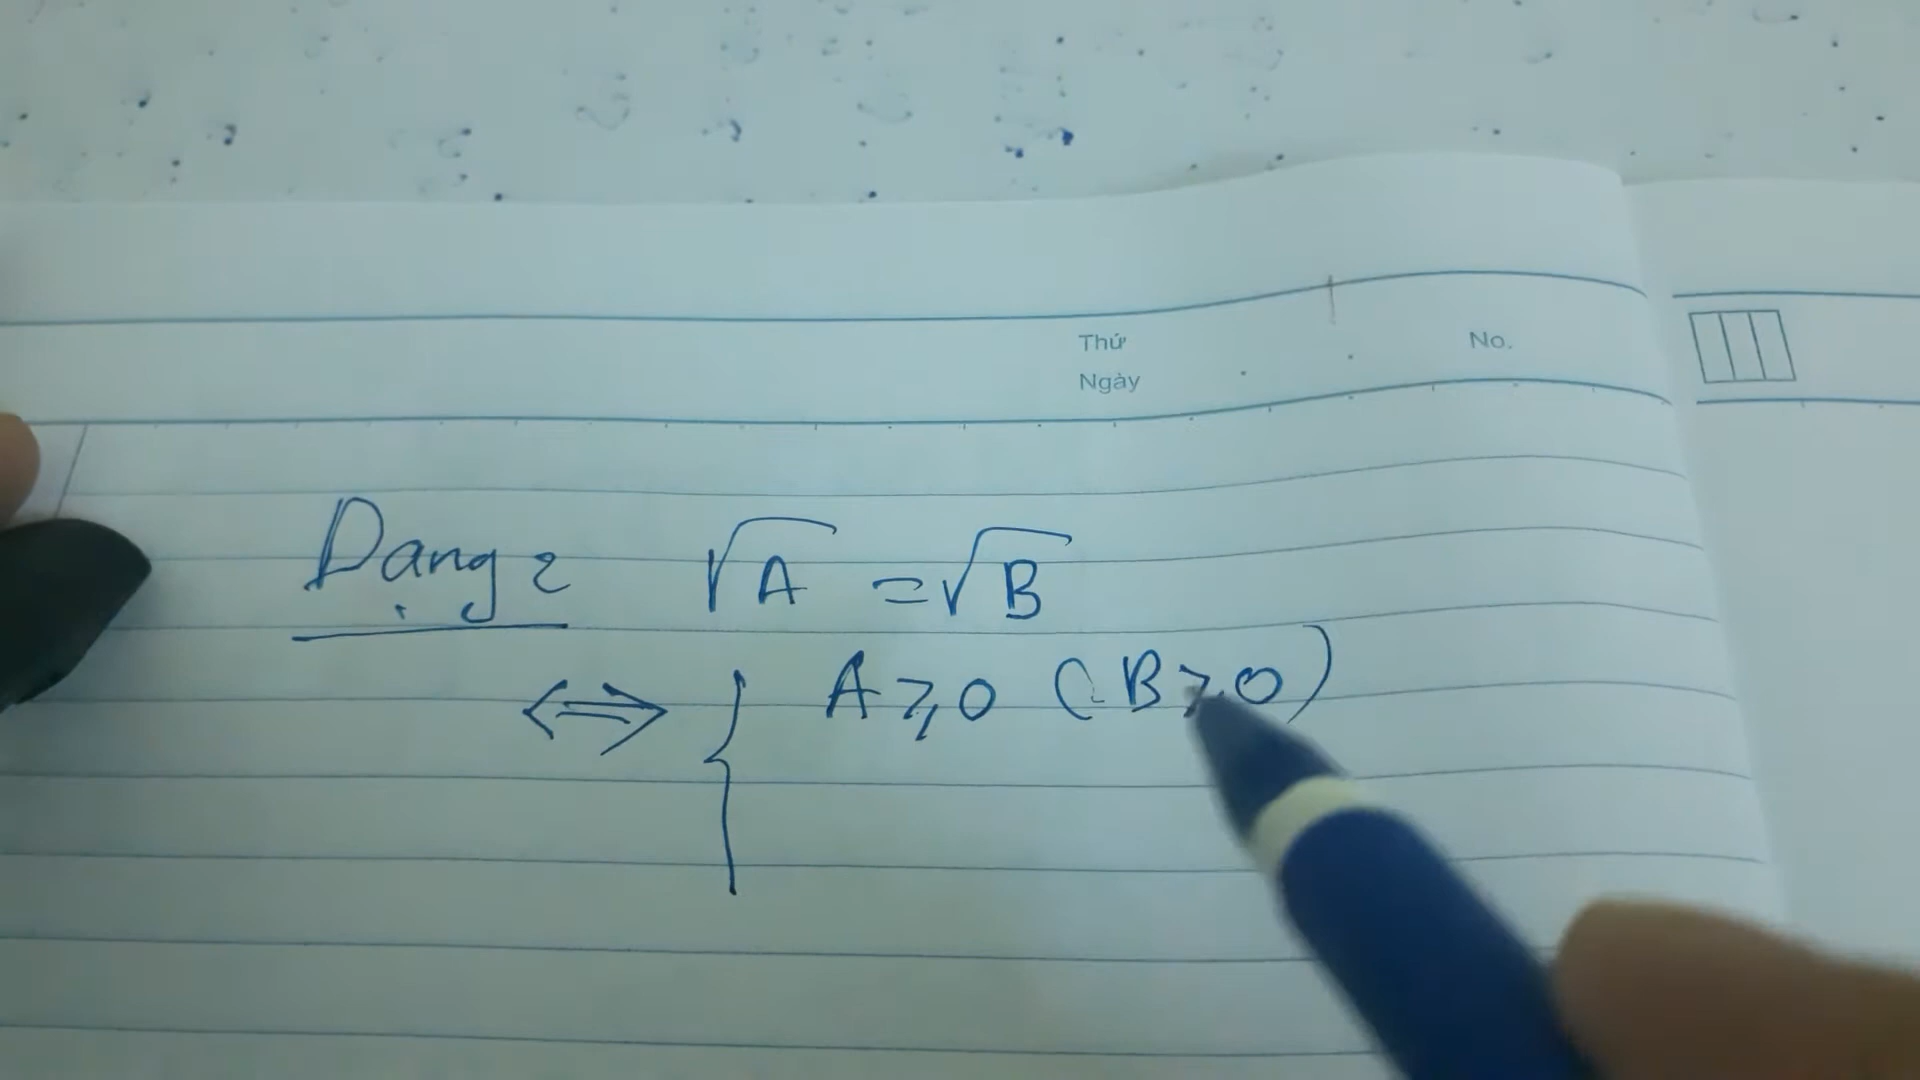 Thứ
No.
Ngày
Dạng 2 √A = √B
⇔ { A ⩾ 0 (B ⩾ 0)